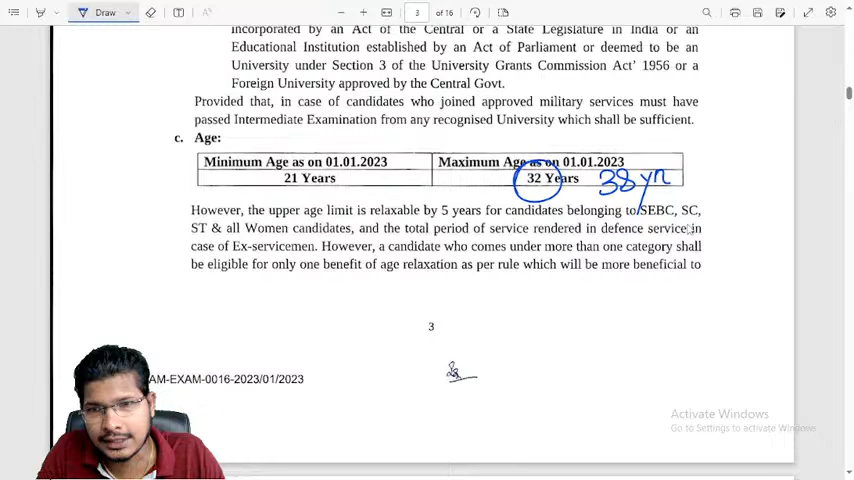 Draw
3 of 16
incorporated by an Act of the Central or a State Legislature in India or an
Educational Institution established by an Act of Parliament or deemed to be an
University under Section 3 of the University Grants Commission Act' 1956 or a
Foreign University approved by the Central Govt.
Provided that, in case of candidates who joined approved military services must have
passed Intermediate Examination from any recognised University which shall be sufficient.
c. Age:
Minimum Age as on 01.01.2023 Maximum Age as on 01.01.2023
21 Years 32 Years 38 yr
However, the upper age limit is relaxable by 5 years for candidates belonging to SEBC, SC,
ST & all Women candidates, and the total period of service rendered in defence service in
case of Ex-servicemen. However, a candidate who comes under more than one category shall
be eligible for only one benefit of age relaxation as per rule which will be more beneficial to
3
AM-EXAM-0016-2023/01/2023
Activate Windows
Go to Settings to activate Windows.